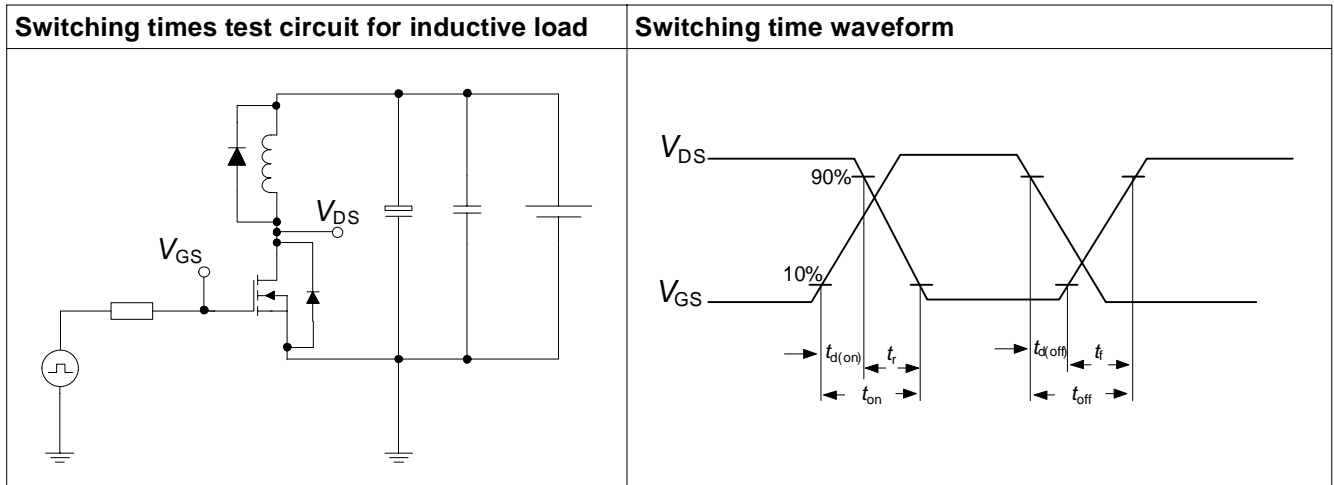 Switching times test circuit for inductive load
Switching time waveform
VDS
VGS
VDS
90%
10%
VGS
td(on)
tr
td(off)
tf
ton
toff